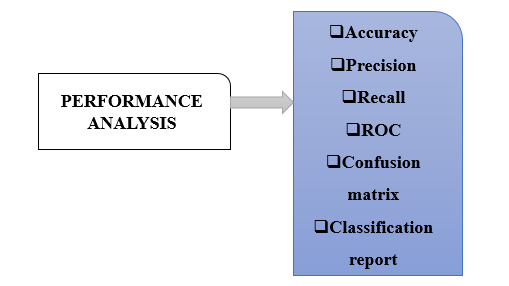 PERFORMANCE
ANALYSIS
❑Accuracy
❑Precision
❑Recall
❑ROC
❑Confusion
matrix
❑Classification
report